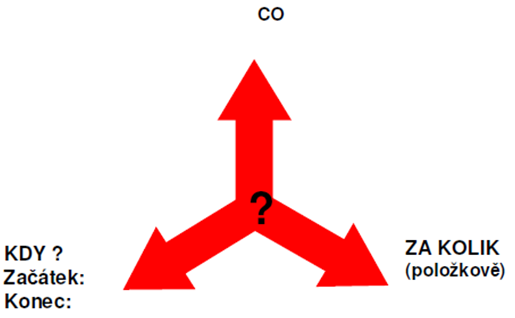 CO
?
KDY ?
Začátek:
Konec:
ZA KOLIK
(položkově)